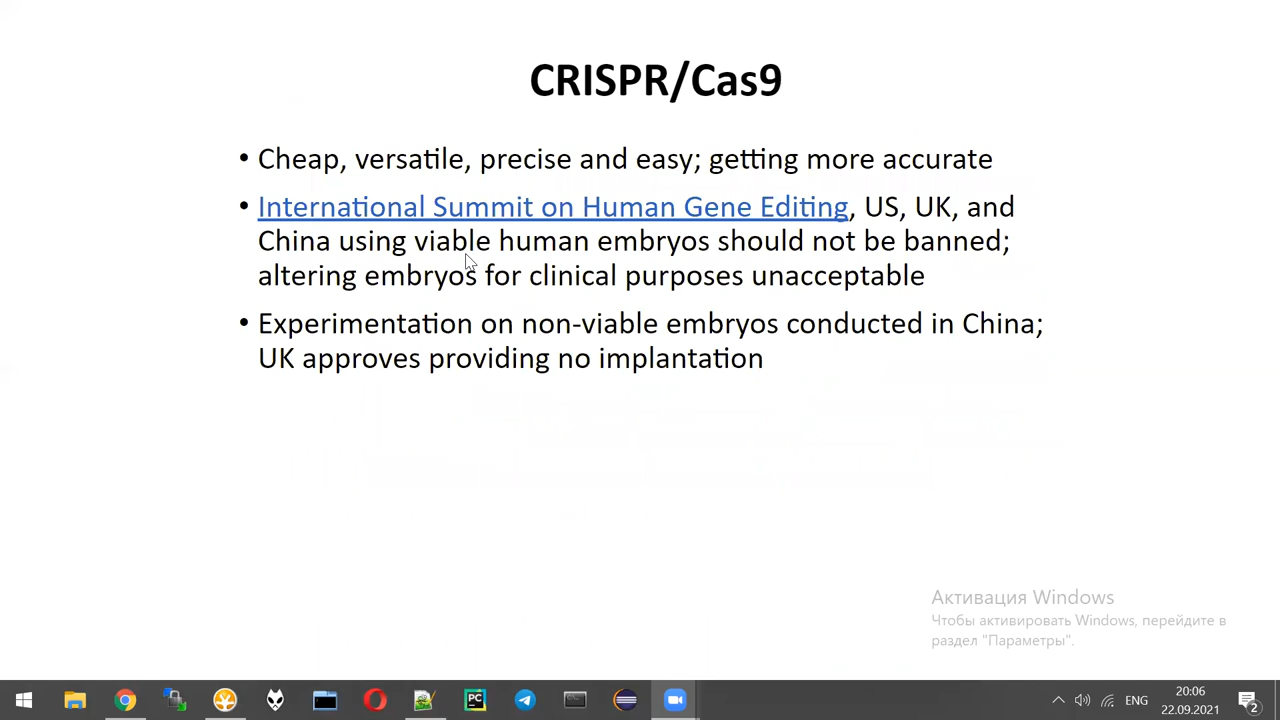 CRISPR/Cas9
• Cheap, versatile, precise and easy; getting more accurate
• International Summit on Human Gene Editing, US, UK, and
China using viable human embryos should not be banned;
altering embryos for clinical purposes unacceptable
• Experimentation on non-viable embryos conducted in China;
UK approves providing no implantation
Активация Windows
Чтобы активировать Windows, перейдите в
раздел "Параметры".
PC
ENG
20:06
22.09.2021
2